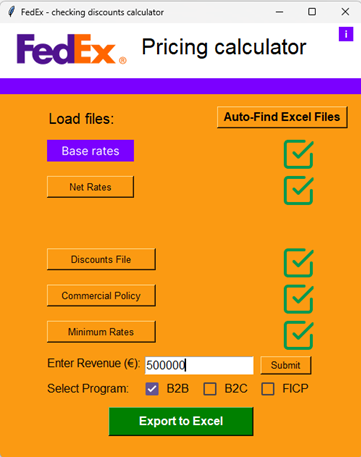 FedEx - checking discounts calculator
FedEx® Pricing calculator
i
Load files:
Auto-Find Excel Files
Base rates
Net Rates
Discounts File
Commercial Policy
Minimum Rates
Enter Revenue (€): 500000 Submit
Select Program: B2B B2C FICP
Export to Excel